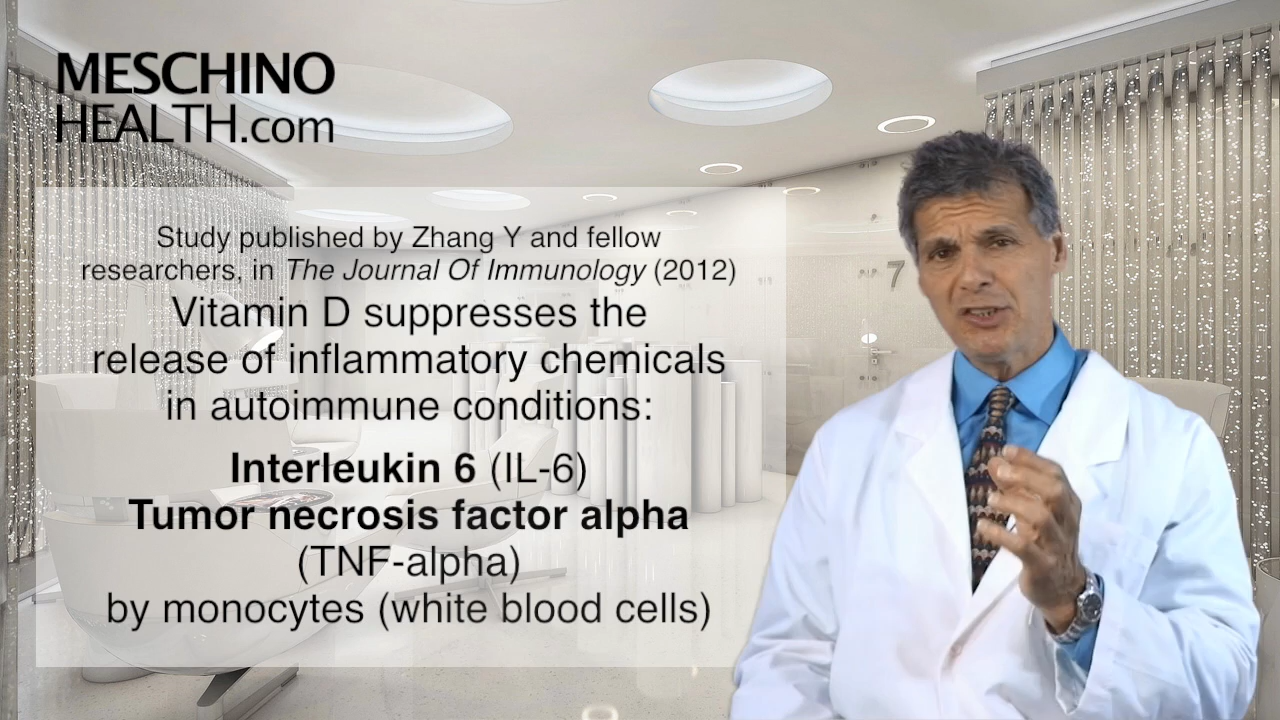 MESCHINO
HEALTH.com
Study published by Zhang Y and fellow
researchers, in The Journal Of Immunology (2012)
Vitamin D suppresses the
release of inflammatory chemicals
in autoimmune conditions:
Interleukin 6 (IL-6)
Tumor necrosis factor alpha
(TNF-alpha)
by monocytes (white blood cells)
7